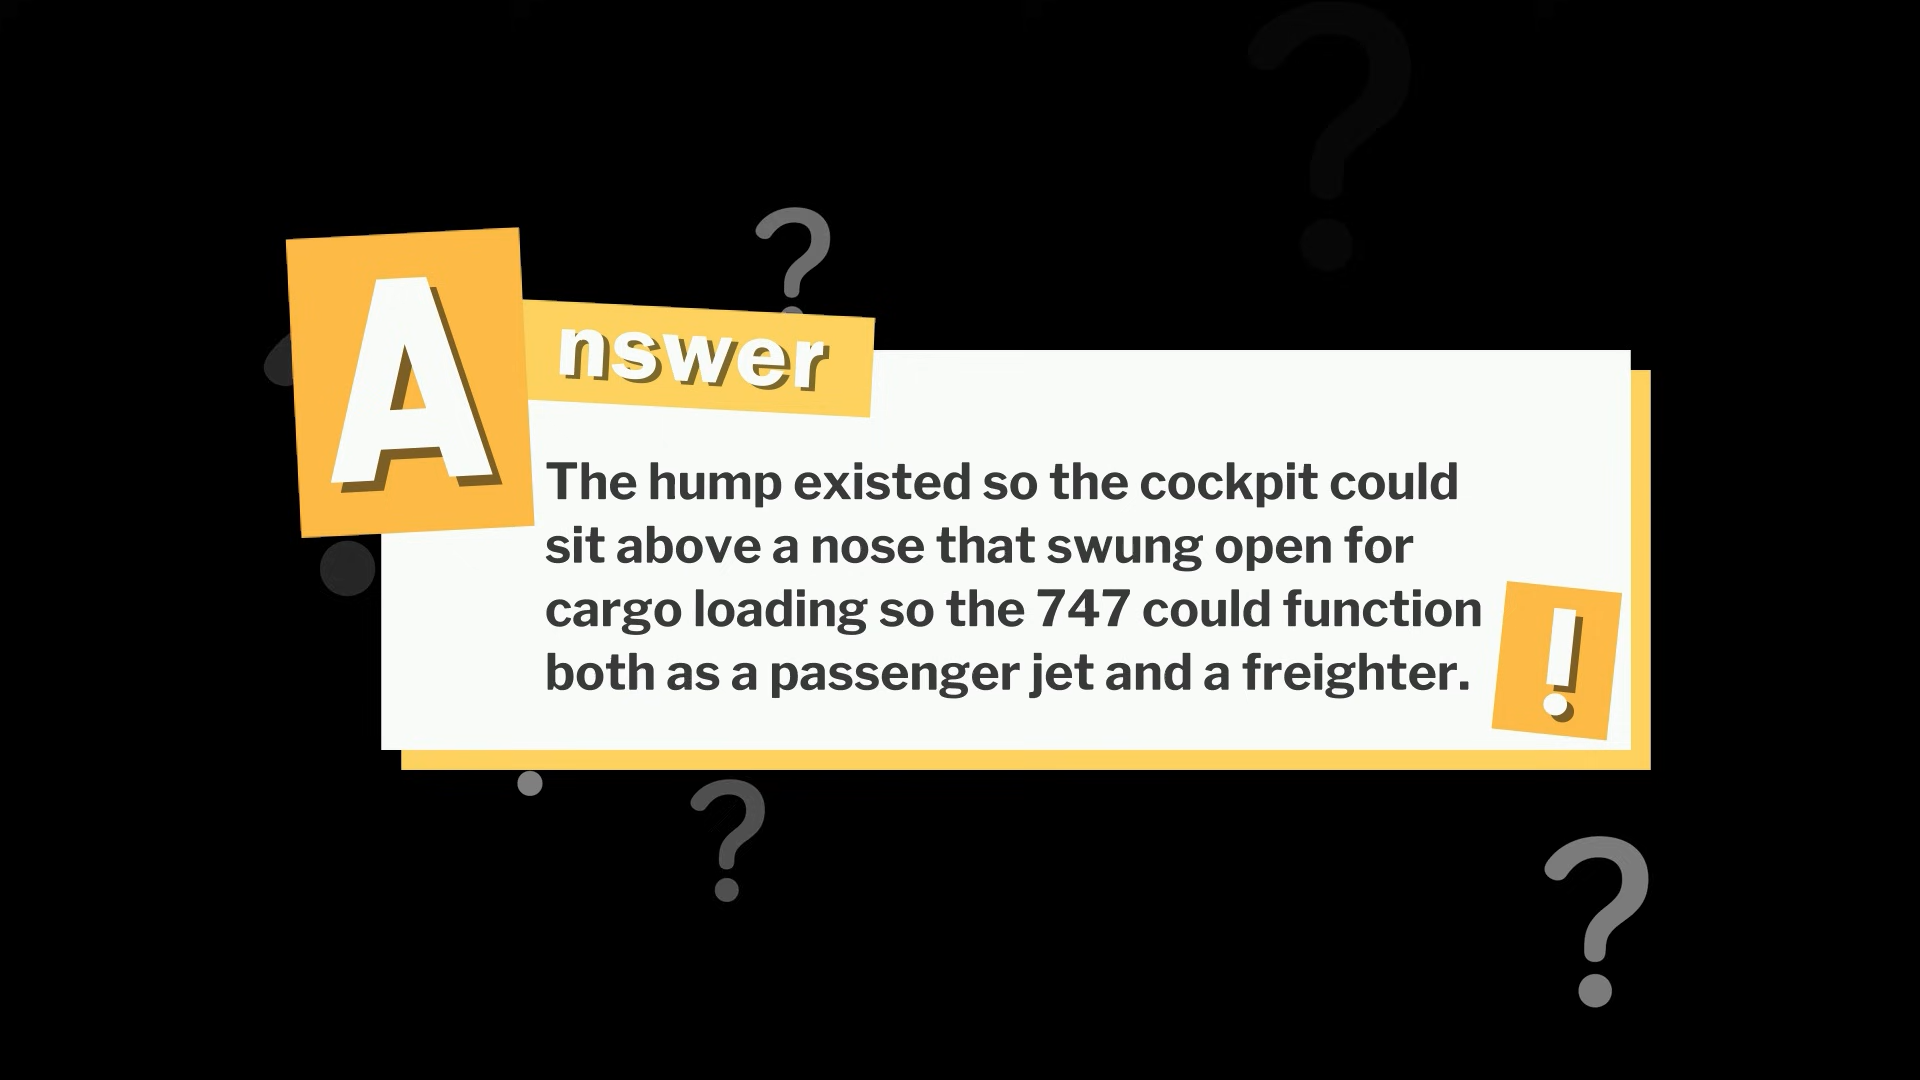 Answer
The hump existed so the cockpit could
sit above a nose that swung open for
cargo loading so the 747 could function
both as a passenger jet and a freighter.
!
?
?
?
?